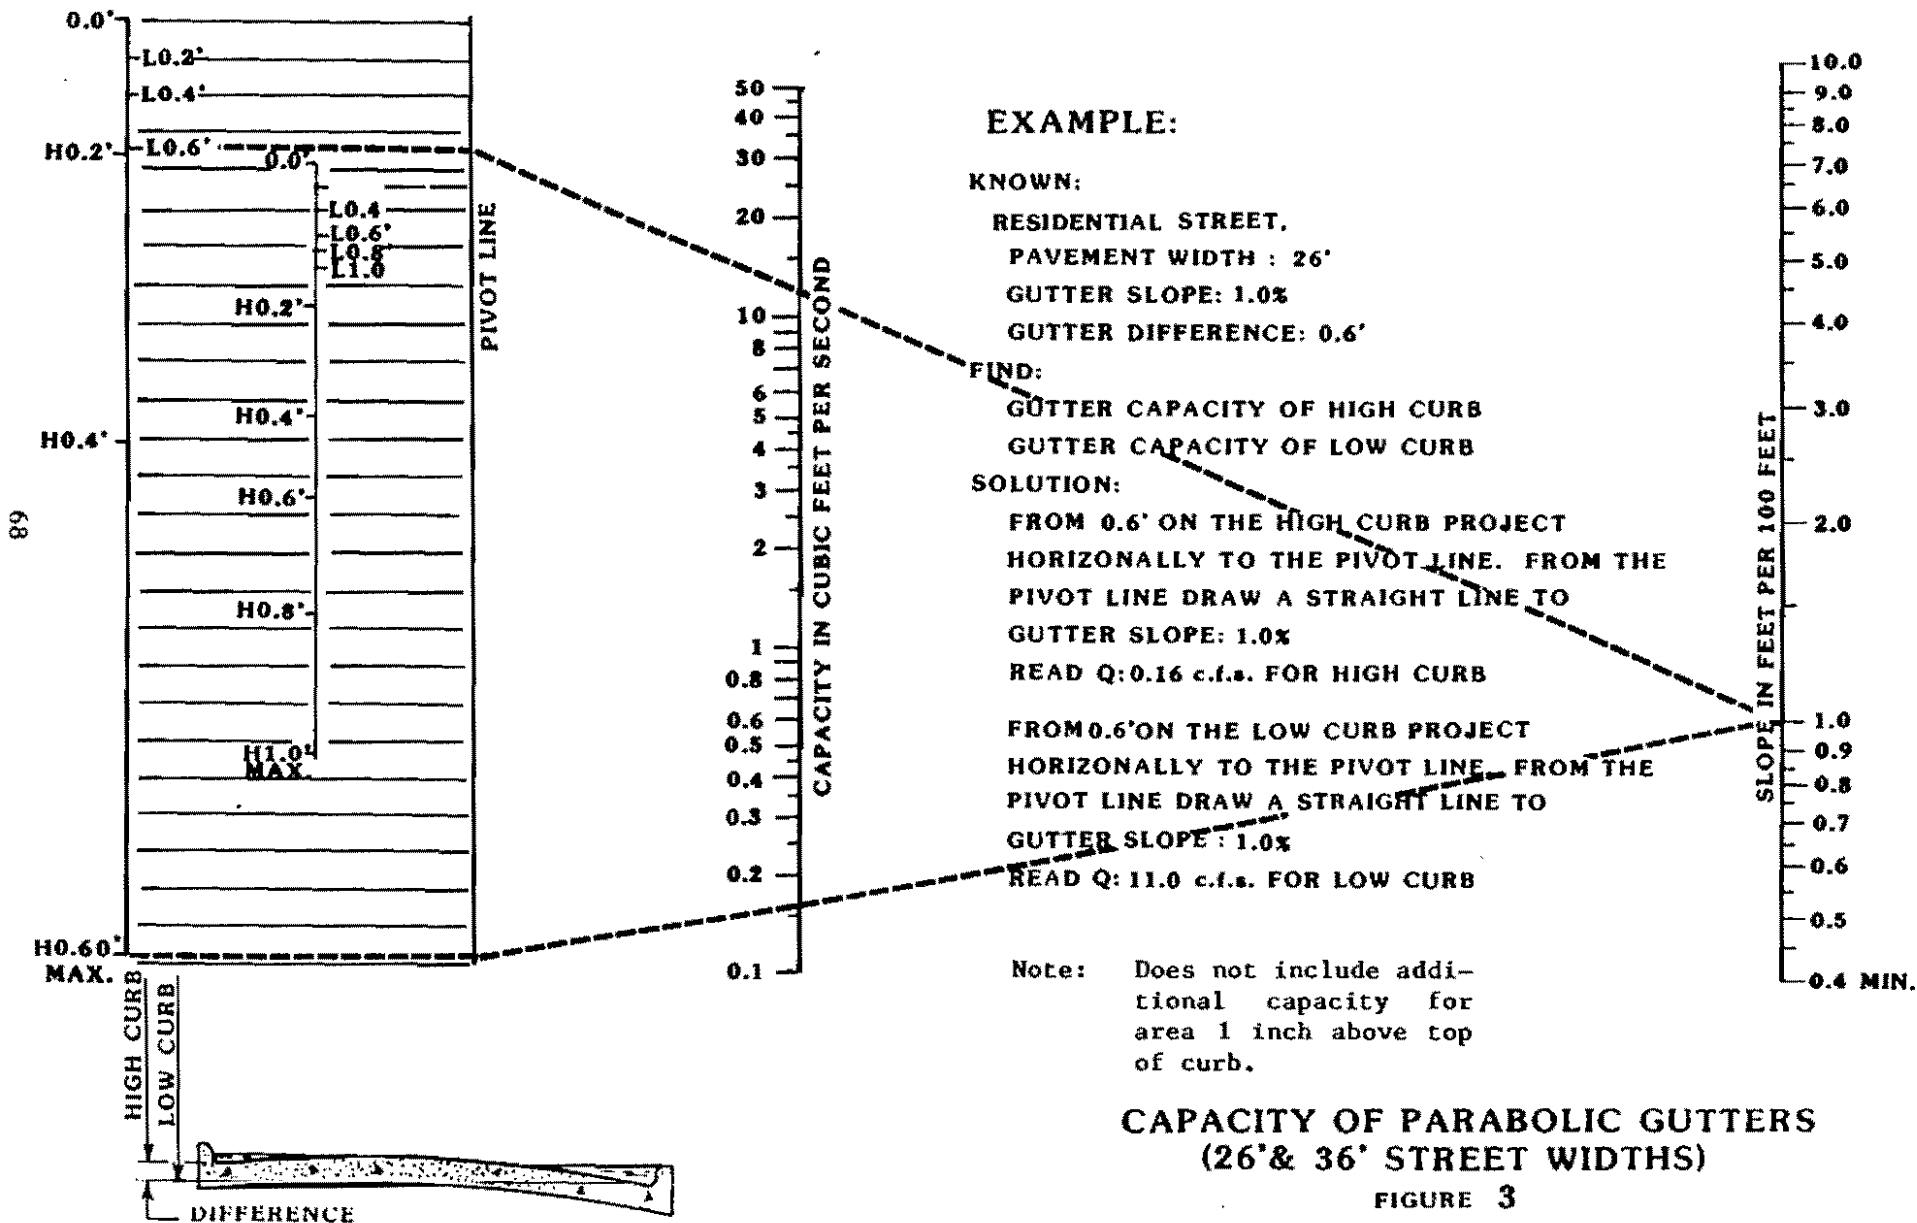 0.0'
L0.2'
L0.4'
H0.2'
L0.6'
0.0'
L0.4
L0.6'
L0.8
L1.0
H0.2'
H0.4'
H0.4'
H0.6'
H0.8'
H1.0'
MAX.
H0.60'
MAX.
PIVOT LINE
HIGH CURB
LOW CURB
DIFFERENCE
68
50
40
30
20
10
8
6
5
4
3
2
1
0.8
0.6
0.5
0.4
0.3
0.2
0.1
CAPACITY IN CUBIC FEET PER SECOND
EXAMPLE:
KNOWN:
RESIDENTIAL STREET.
PAVEMENT WIDTH : 26'
GUTTER SLOPE: 1.0%
GUTTER DIFFERENCE: 0.6'
FIND:
GUTTER CAPACITY OF HIGH CURB
GUTTER CAPACITY OF LOW CURB
SOLUTION:
FROM 0.6' ON THE HIGH CURB PROJECT
HORIZONALLY TO THE PIVOT LINE. FROM THE
PIVOT LINE DRAW A STRAIGHT LINE TO
GUTTER SLOPE: 1.0%
READ Q: 0.16 c.f.s. FOR HIGH CURB
FROM 0.6' ON THE LOW CURB PROJECT
HORIZONALLY TO THE PIVOT LINE. FROM THE
PIVOT LINE DRAW A STRAIGHT LINE TO
GUTTER SLOPE : 1.0%
READ Q: 11.0 c.f.s. FOR LOW CURB
Note: Does not include addi-
tional capacity for
area 1 inch above top
of curb.
10.0
9.0
8.0
7.0
6.0
5.0
4.0
3.0
2.0
1.0
0.9
0.8
0.7
0.6
0.5
0.4 MIN.
SLOPE IN FEET PER 100 FEET
CAPACITY OF PARABOLIC GUTTERS
(26'& 36' STREET WIDTHS)
FIGURE 3